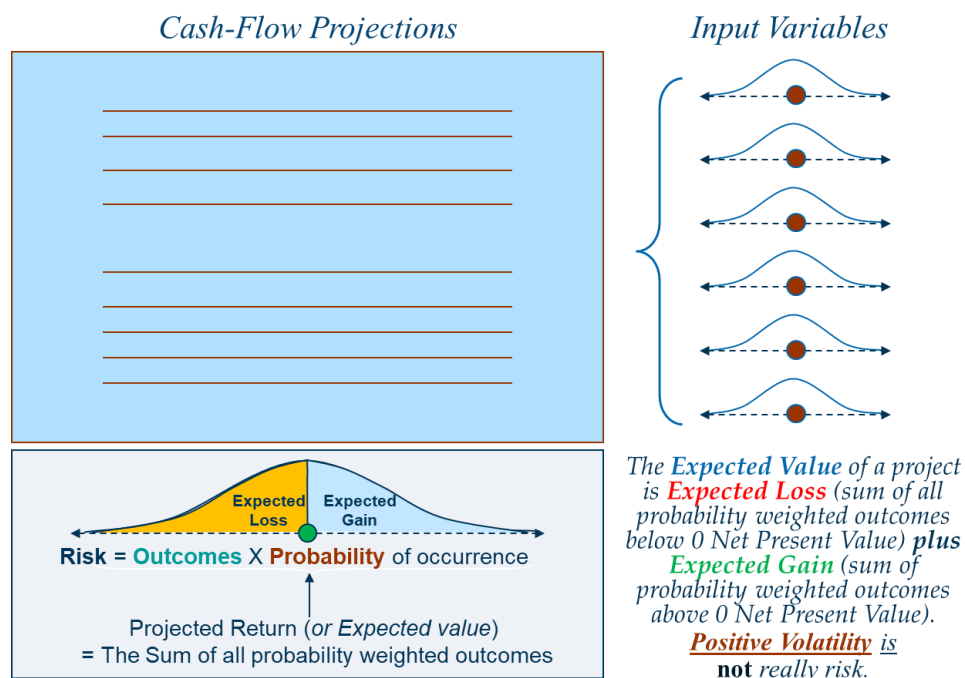 Cash-Flow Projections
Input Variables
Expected
Loss
Expected
Gain
Risk = Outcomes X Probability of occurrence
Projected Return (or Expected value)
= The Sum of all probability weighted outcomes
The Expected Value of a project
is Expected Loss (sum of all
probability weighted outcomes
below 0 Net Present Value) plus
Expected Gain (sum of
probability weighted outcomes
above 0 Net Present Value).
Positive Volatility is
not really risk.